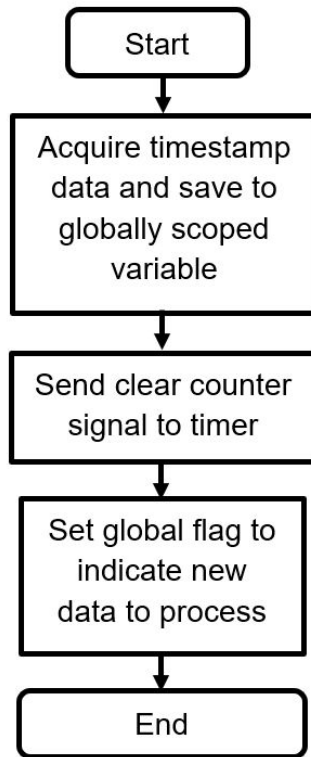 Start
Acquire timestamp
data and save to
globally scoped
variable
Send clear counter
signal to timer
Set global flag to
indicate new
data to process
End